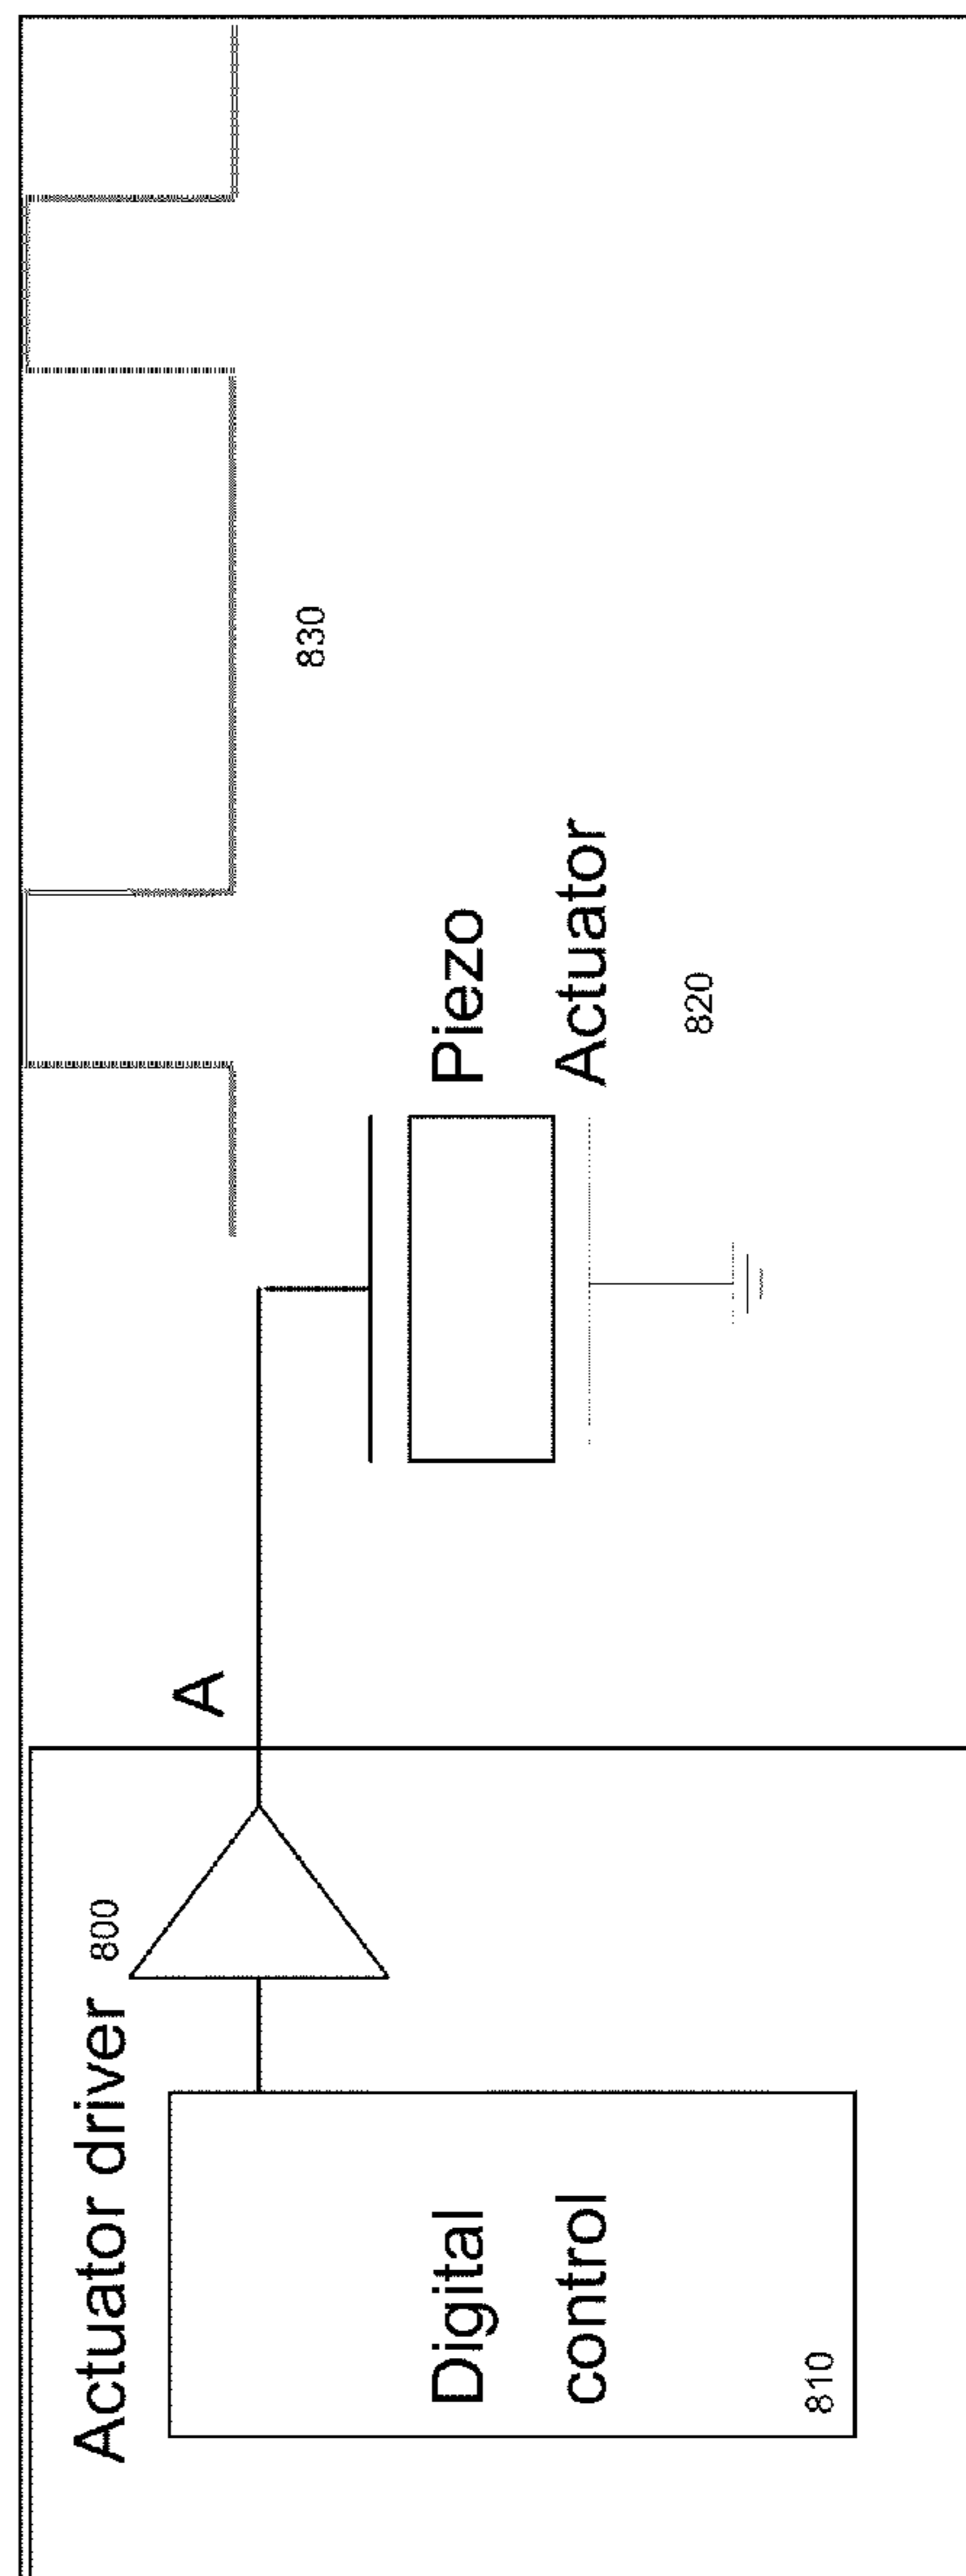 Actuator driver 800
A
830
Digital
control
810
Piezo
Actuator
820